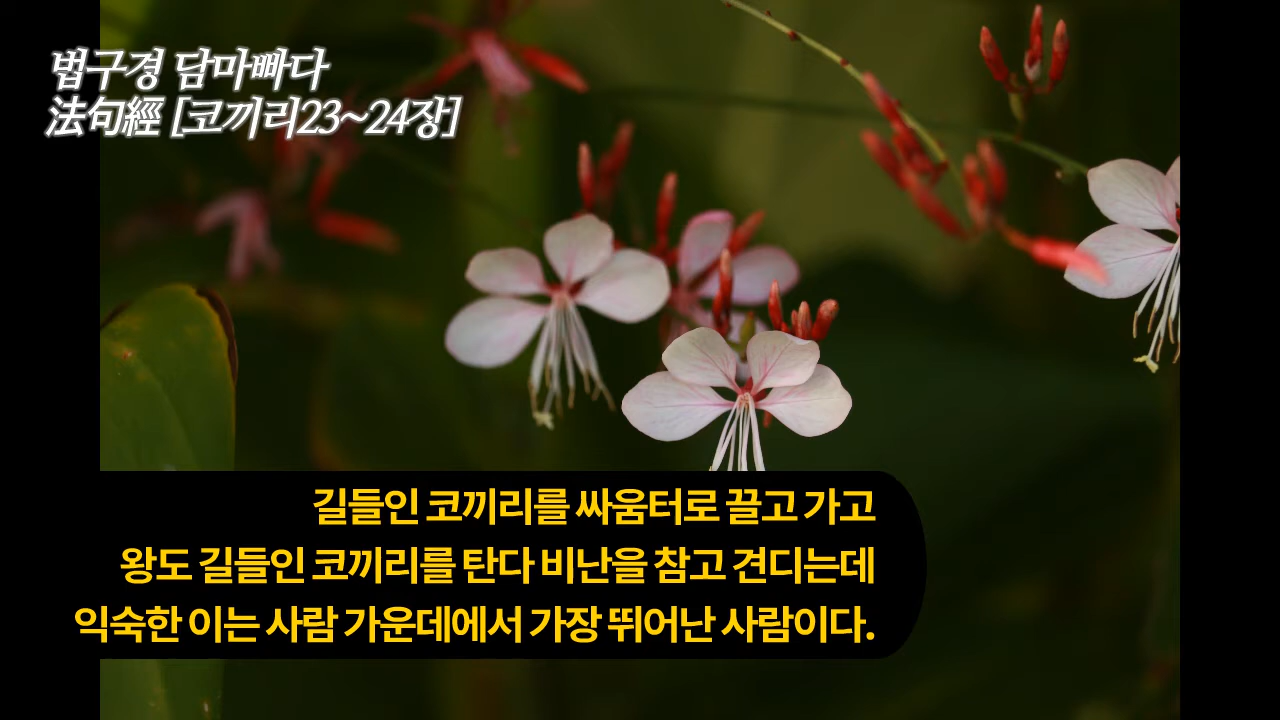 법구경 담마빠다
法句經 [코끼리23~24장]
길들인 코끼리를 싸움터로 끌고 가고
왕도 길들인 코끼리를 탄다 비난을 참고 견디는데
익숙한 이는 사람 가운데에서 가장 뛰어난 사람이다.